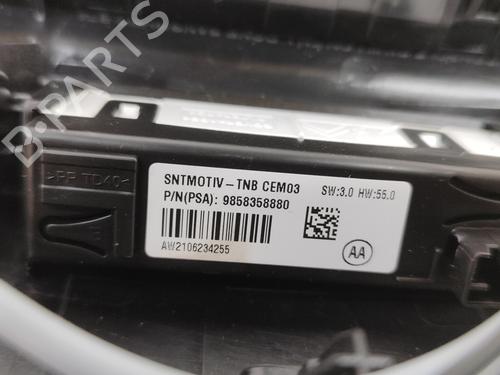 B-PARTS
>PP TD40<
SNTMOTIV-TNB CEM03
SW:3.0 HW:55.0
P/N(PSA): 9858358880
AW2106234255
AA